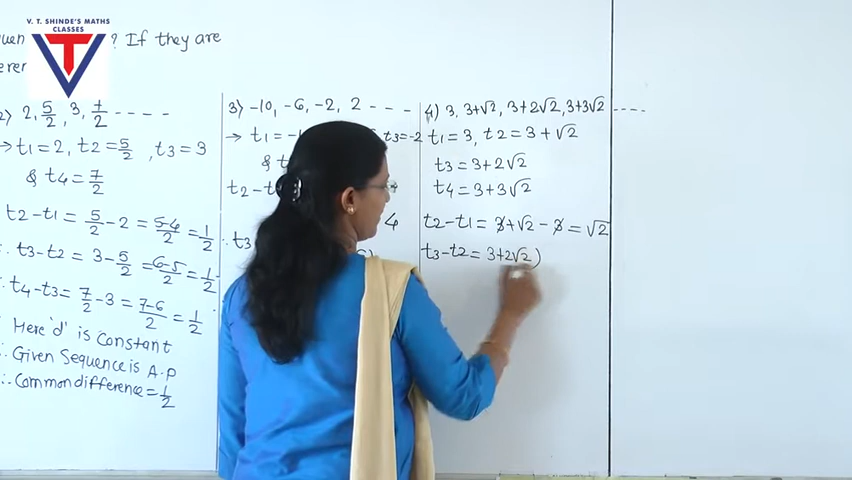 V. T. SHINDE'S MATHS
CLASSES
? If they are
2, 5/2, 3, 7/2 - - - -
→ t1 = 2, t2 = 5/2, t3 = 3
& t4 = 7/2
t2-t1 = 5/2 - 2 = 5-4/2 = 1/2
∴ t3-t2 = 3 - 5/2 = 6-5/2 = 1/2
∴ t4-t3 = 7/2 - 3 = 7-6/2 = 1/2
Here 'd' is Constant
∴ Given Sequence is A.P
∴ Common difference = 1/2
3) -10, -6, -2, 2 - - - -
→ t1 = t3 = -2
&
t2-t
4
∴ t3
4) 3, 3+√2, 3+2√2, 3+3√2 - - - -
t1 = 3, t2 = 3+√2
t3 = 3+2√2
t4 = 3+3√2
t2-t1 = 3+√2-3 = √2
t3-t2 = 3+2√2)